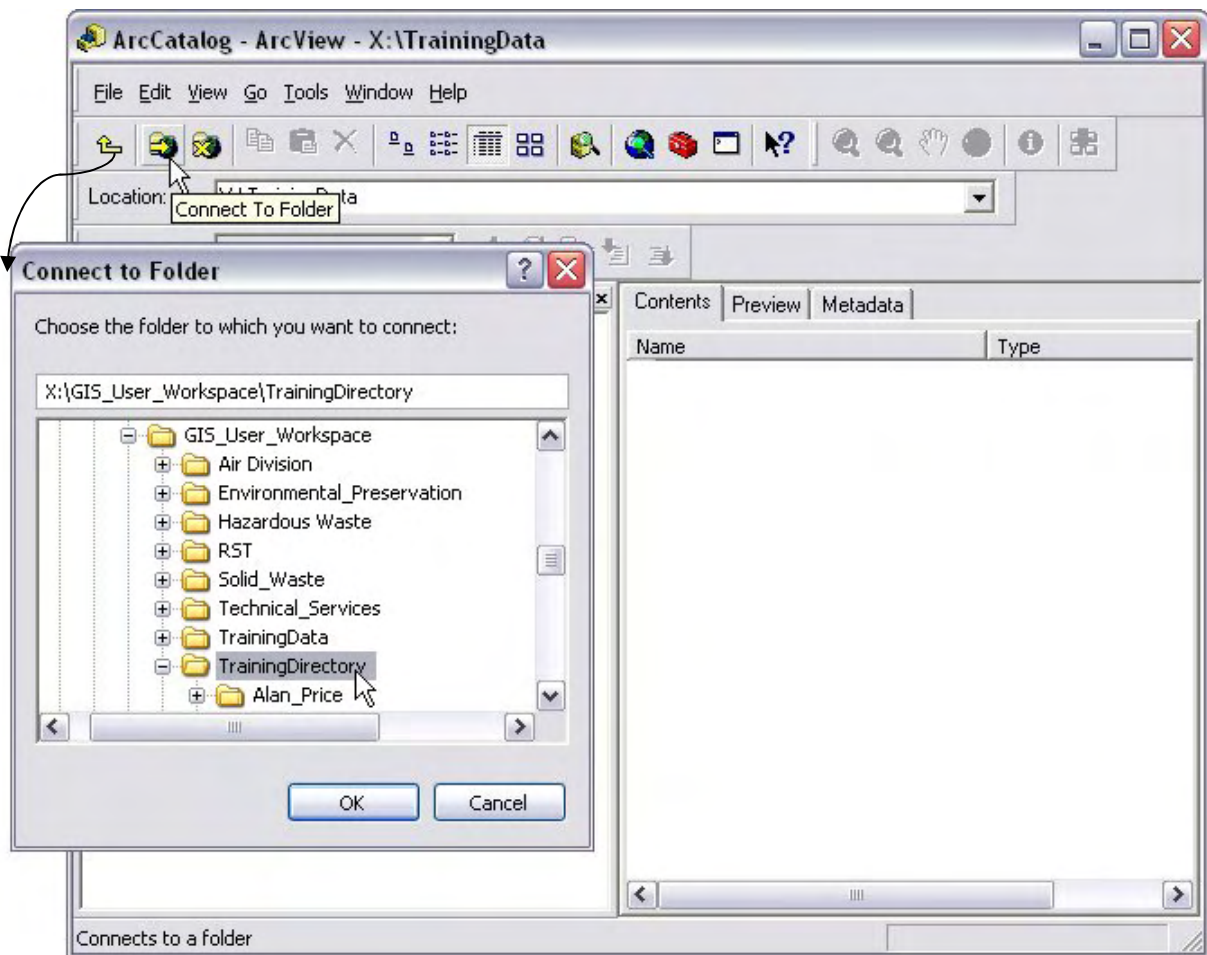 ArcCatalog - ArcView - X:\TrainingData
File Edit View Go Tools Window Help
Location:
Connect To Folder
Connect to Folder
Choose the folder to which you want to connect:
X:\GIS_User_Workspace\TrainingDirectory
GIS_User_Workspace
Air Division
Environmental_Preservation
Hazardous Waste
RST
Solid_Waste
Technical_Services
TrainingData
TrainingDirectory
Alan_Price
OK Cancel
Contents Preview Metadata
Name Type
Connects to a folder